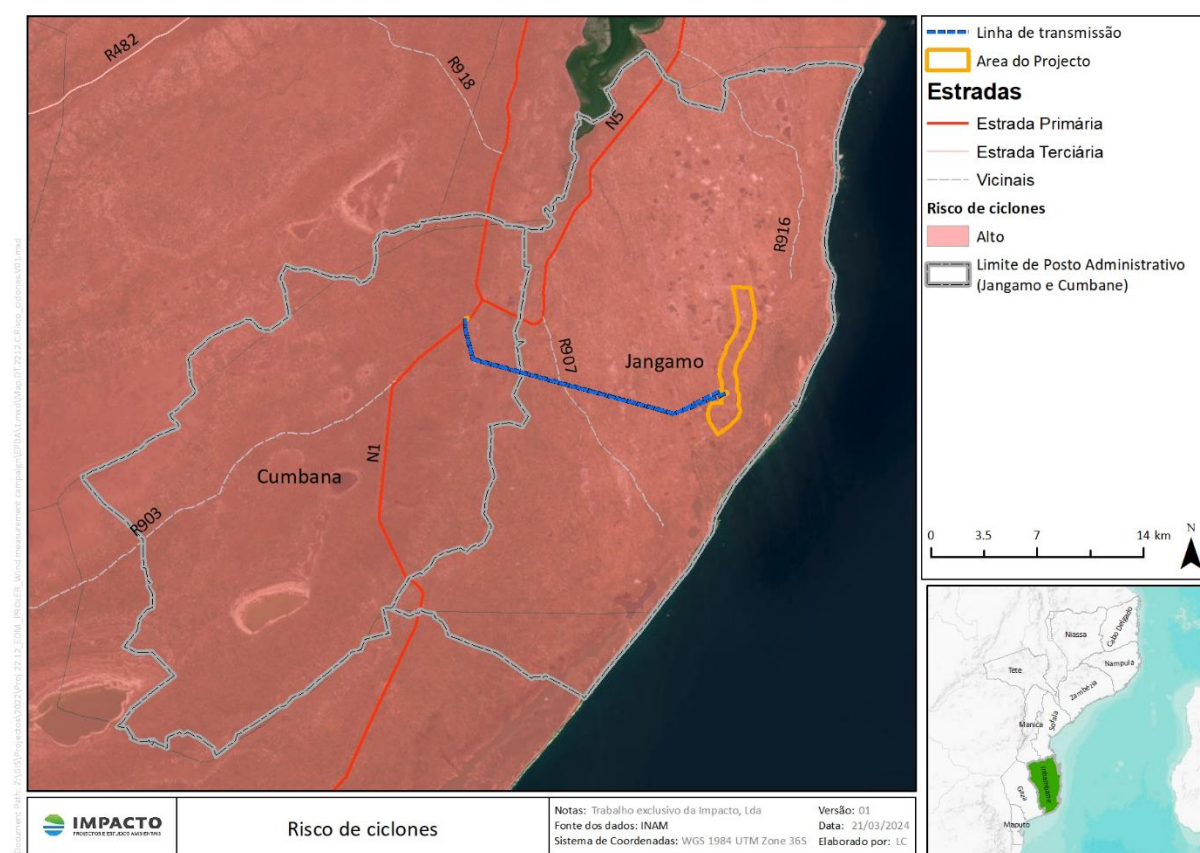 R482
R918
N5
R916
R907
Jangamo
N1
Cumbana
R903
Linha de transmissão
Area do Projecto
Estradas
Estrada Primária
Estrada Terciária
Vicinais
Risco de ciclones
Alto
Limite de Posto Administrativo
(Jangamo e Cumbane)
0 3.5 7 14 km
N
Niassa
Cabo Delgado
Nampula
Tete
Zambézia
Manica
Sofala
Inhambane
Gaza
Maputo
IMPACTO
PROJECTOS E ESTUDOS AMBIENTAIS
Risco de ciclones
Notas: Trabalho exclusivo da Impacto, Lda
Fonte dos dados: INAM
Sistema de Coordenadas: WGS 1984 UTM Zone 36S
Versão: 01
Data: 21/03/2024
Elaborado por: LC